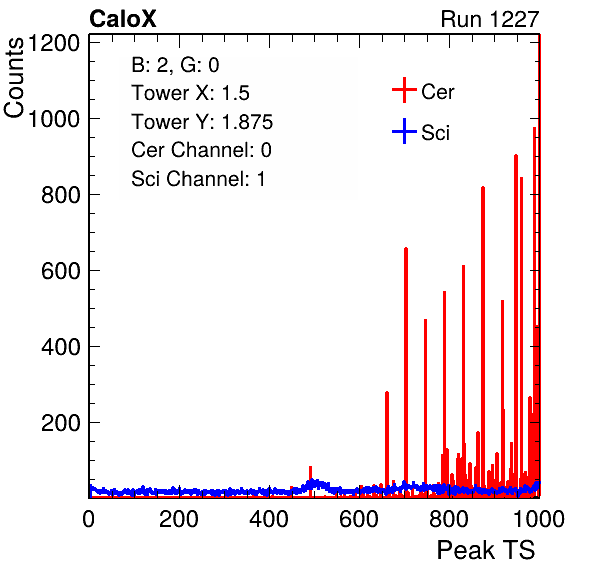 CaloX Run 1227
Counts
B: 2, G: 0
Tower X: 1.5
Tower Y: 1.875
Cer Channel: 0
Sci Channel: 1
Cer
Sci
1200
1000
800
600
400
200
0 200 400 600 800 1000
Peak TS